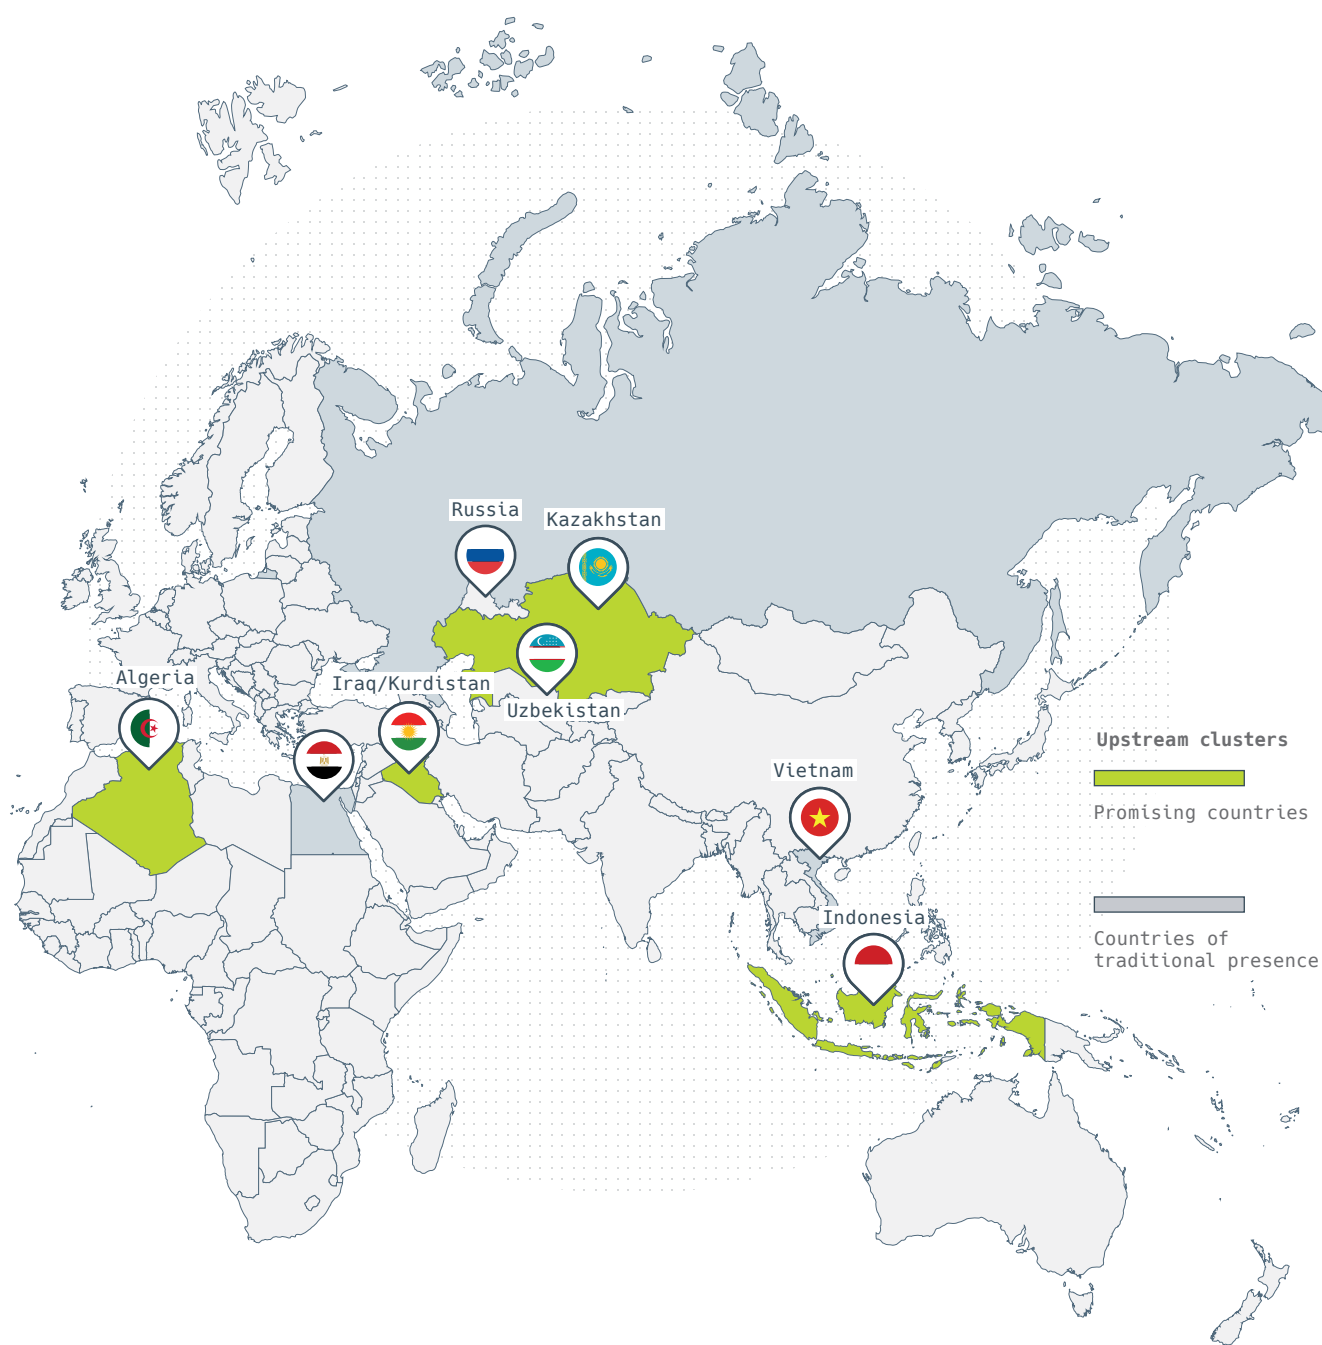 Russia
Kazakhstan
Algeria
Iraq/Kurdistan
Uzbekistan
Vietnam
Indonesia
Upstream clusters
Promising countries
Countries of
traditional presence